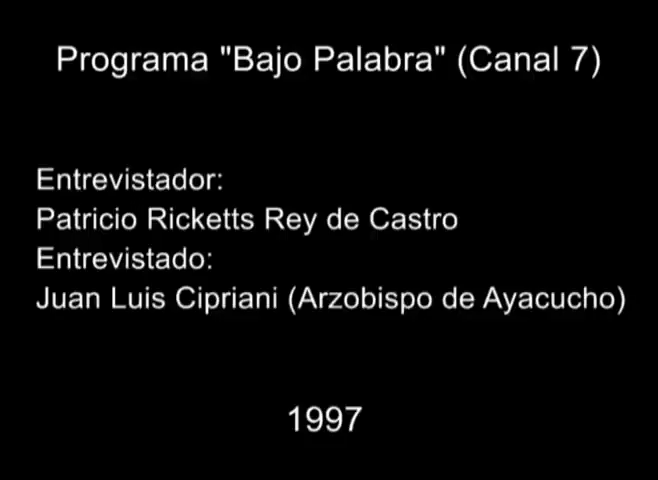 Programa "Bajo Palabra" (Canal 7)
Entrevistador:
Patricio Ricketts Rey de Castro
Entrevistado:
Juan Luis Cipriani (Arzobispo de Ayacucho)
1997